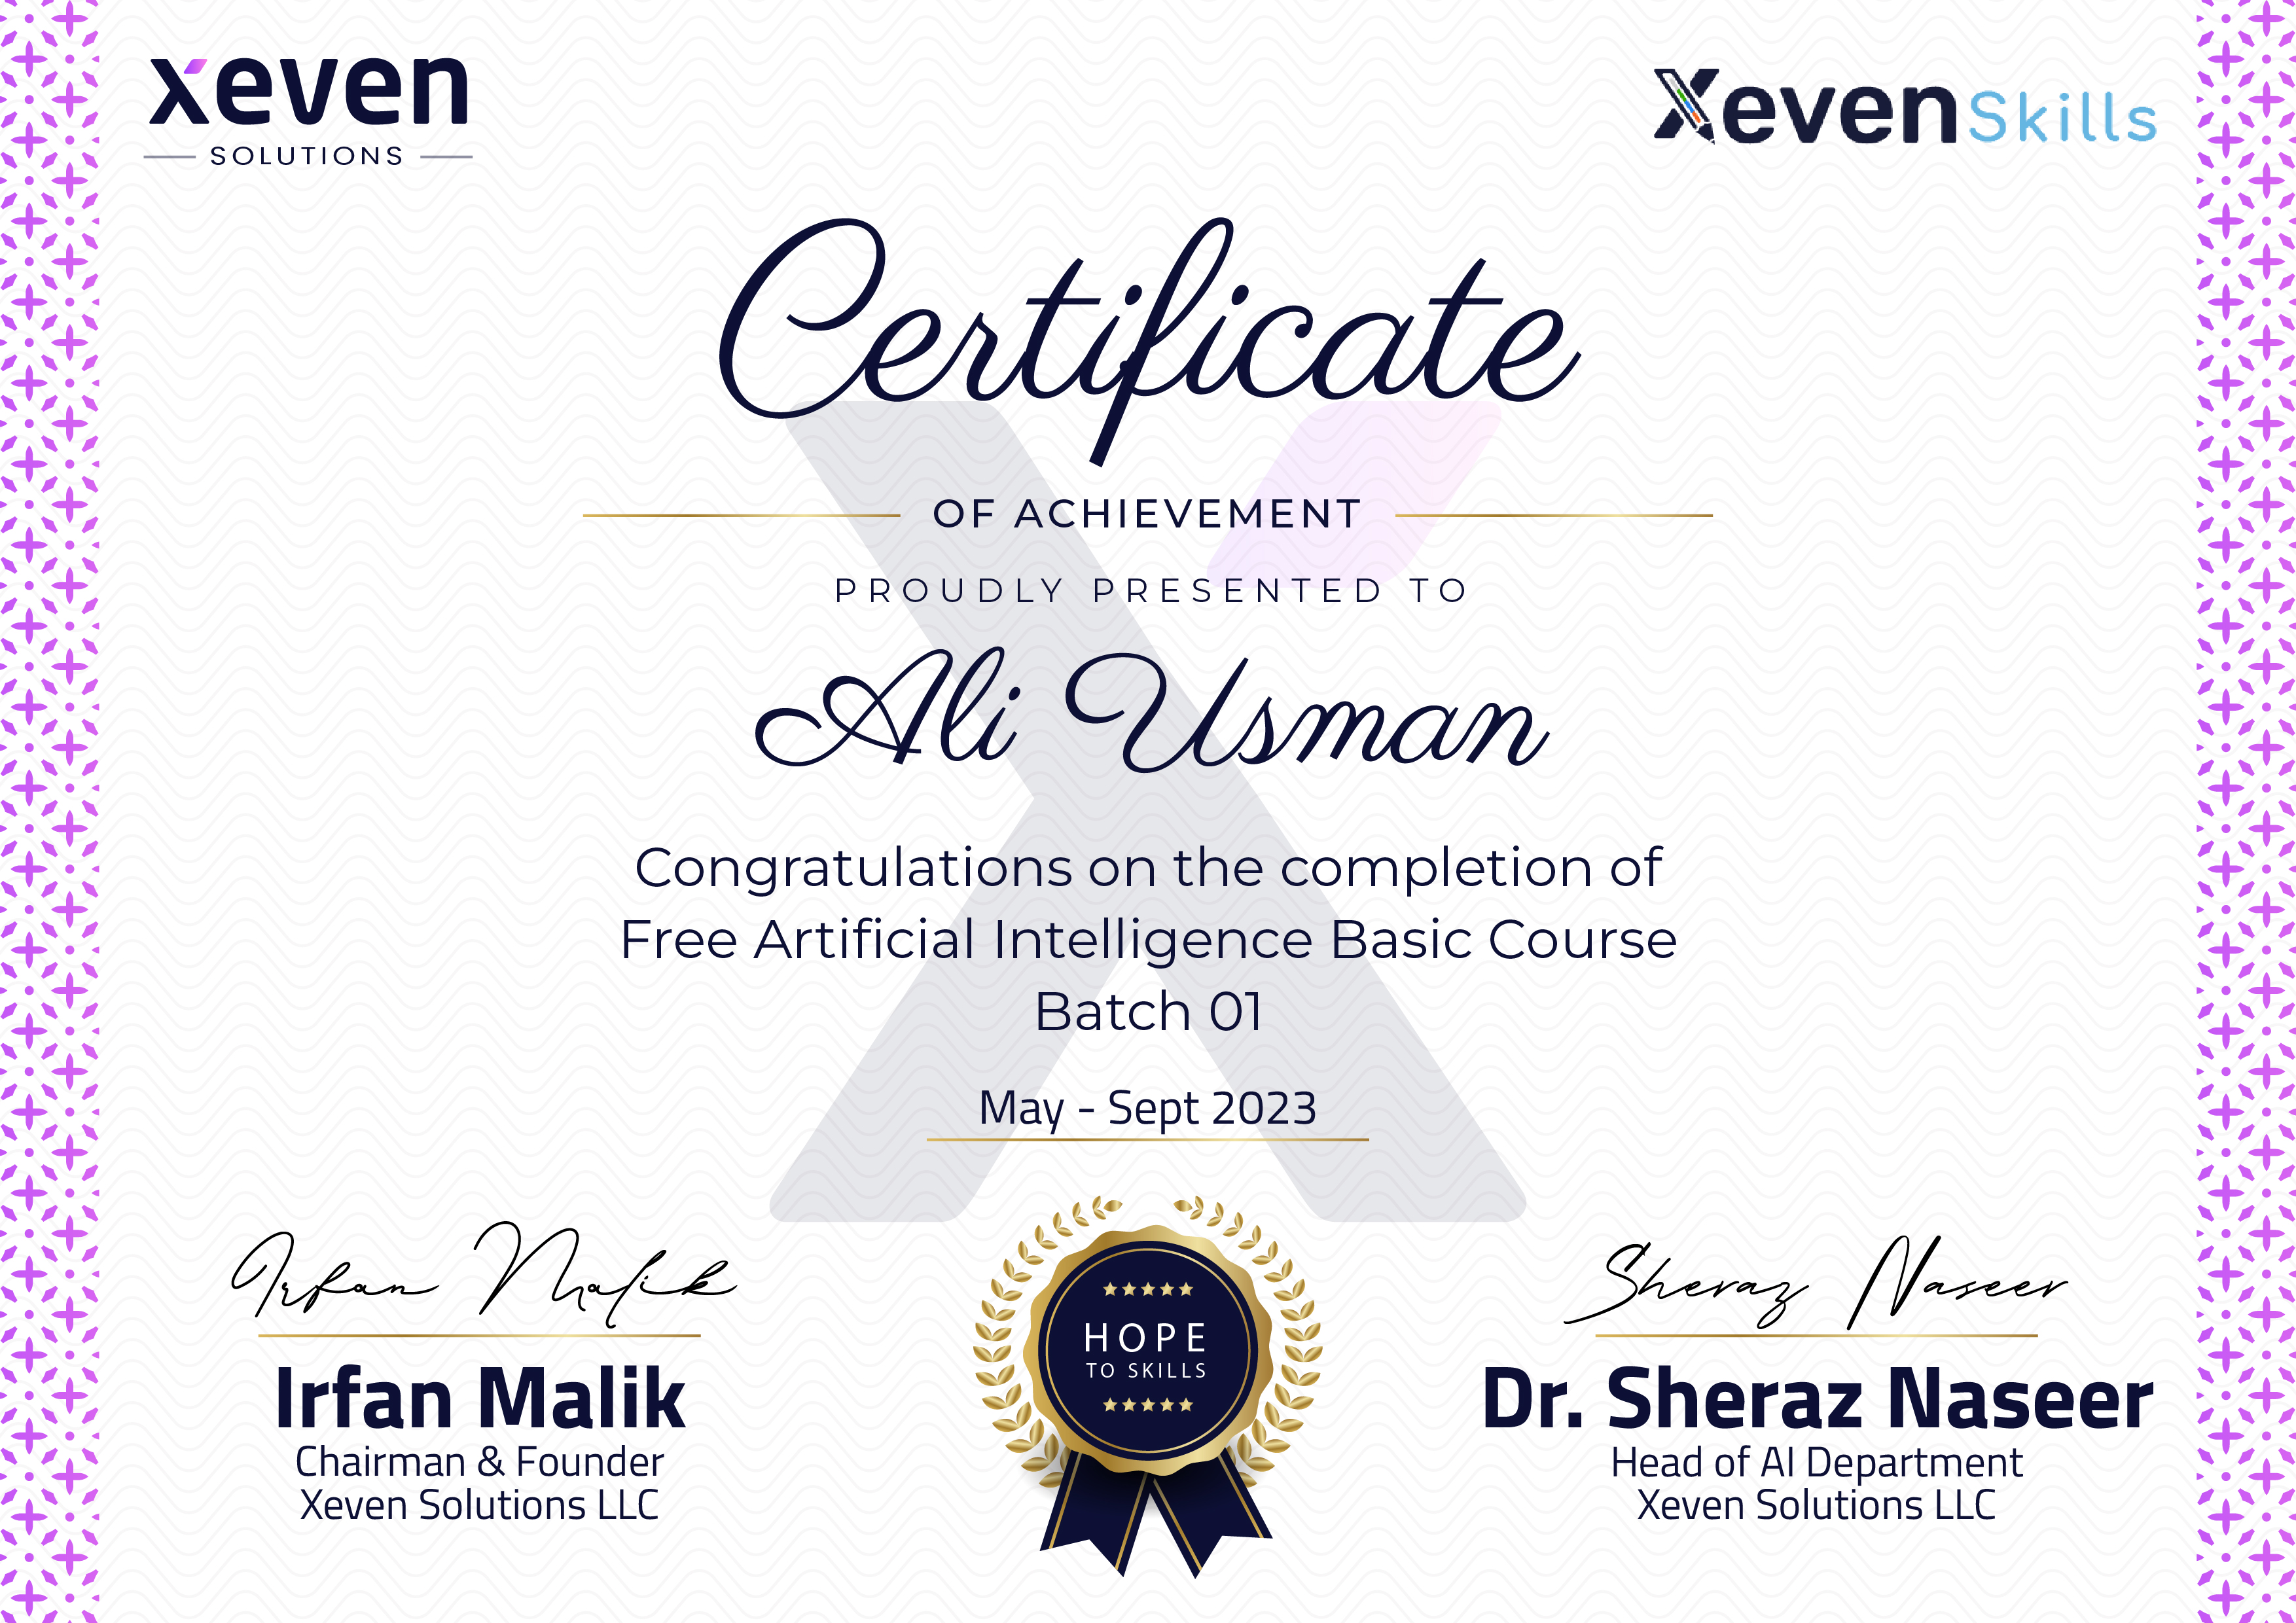 xeven
SOLUTIONS
XevenSkills
Certificate
OF ACHIEVEMENT
PROUDLY PRESENTED TO
Ali Usman
Congratulations on the completion of
Free Artificial Intelligence Basic Course
Batch 01
May - Sept 2023
Irfan Malik
Irfan Malik
Chairman & Founder
Xeven Solutions LLC
HOPE
TO SKILLS
Sheraz Naseer
Dr. Sheraz Naseer
Head of AI Department
Xeven Solutions LLC